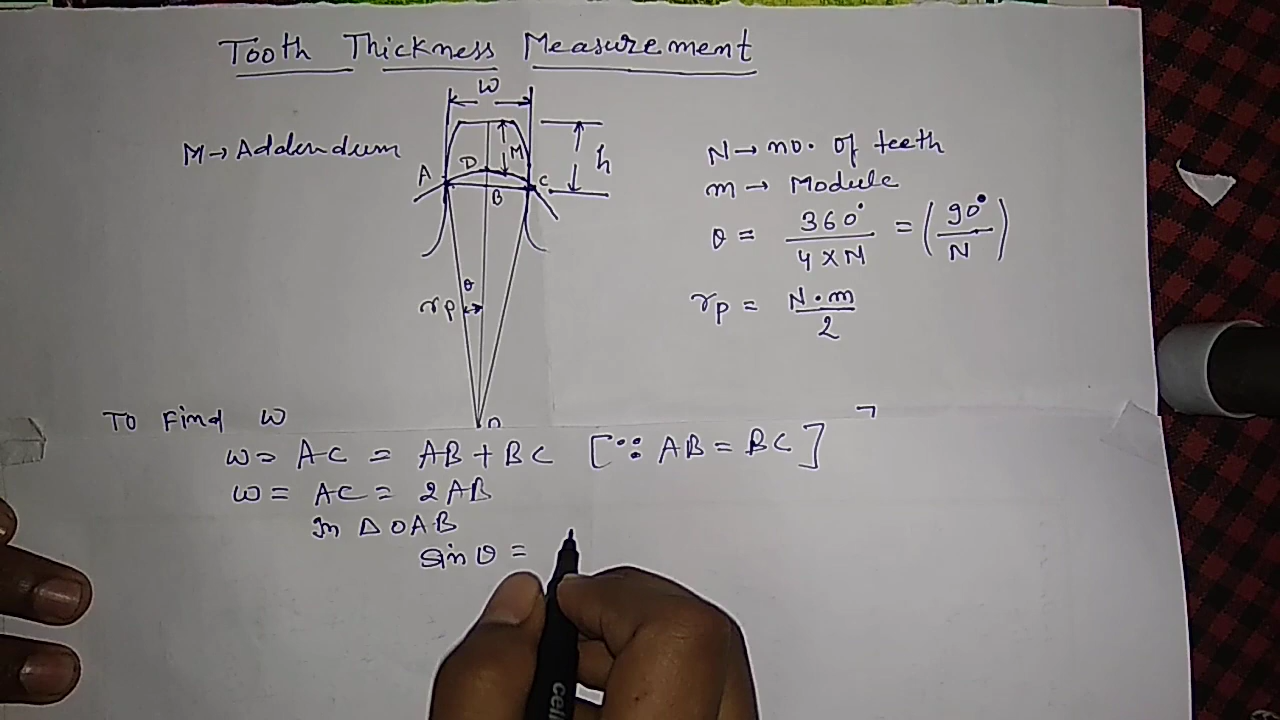 Tooth Thickness Measurement
w
M→ Addendum
A D M C h
B
θ
rp
O
N→ no. of teeth
m → Module
θ = 360° / 4×N = (90° / N)
rp = N.m / 2
To Find w
w = AC = AB + BC [∵ AB = BC]
w = AC = 2AB
In △OAB
Sin θ =